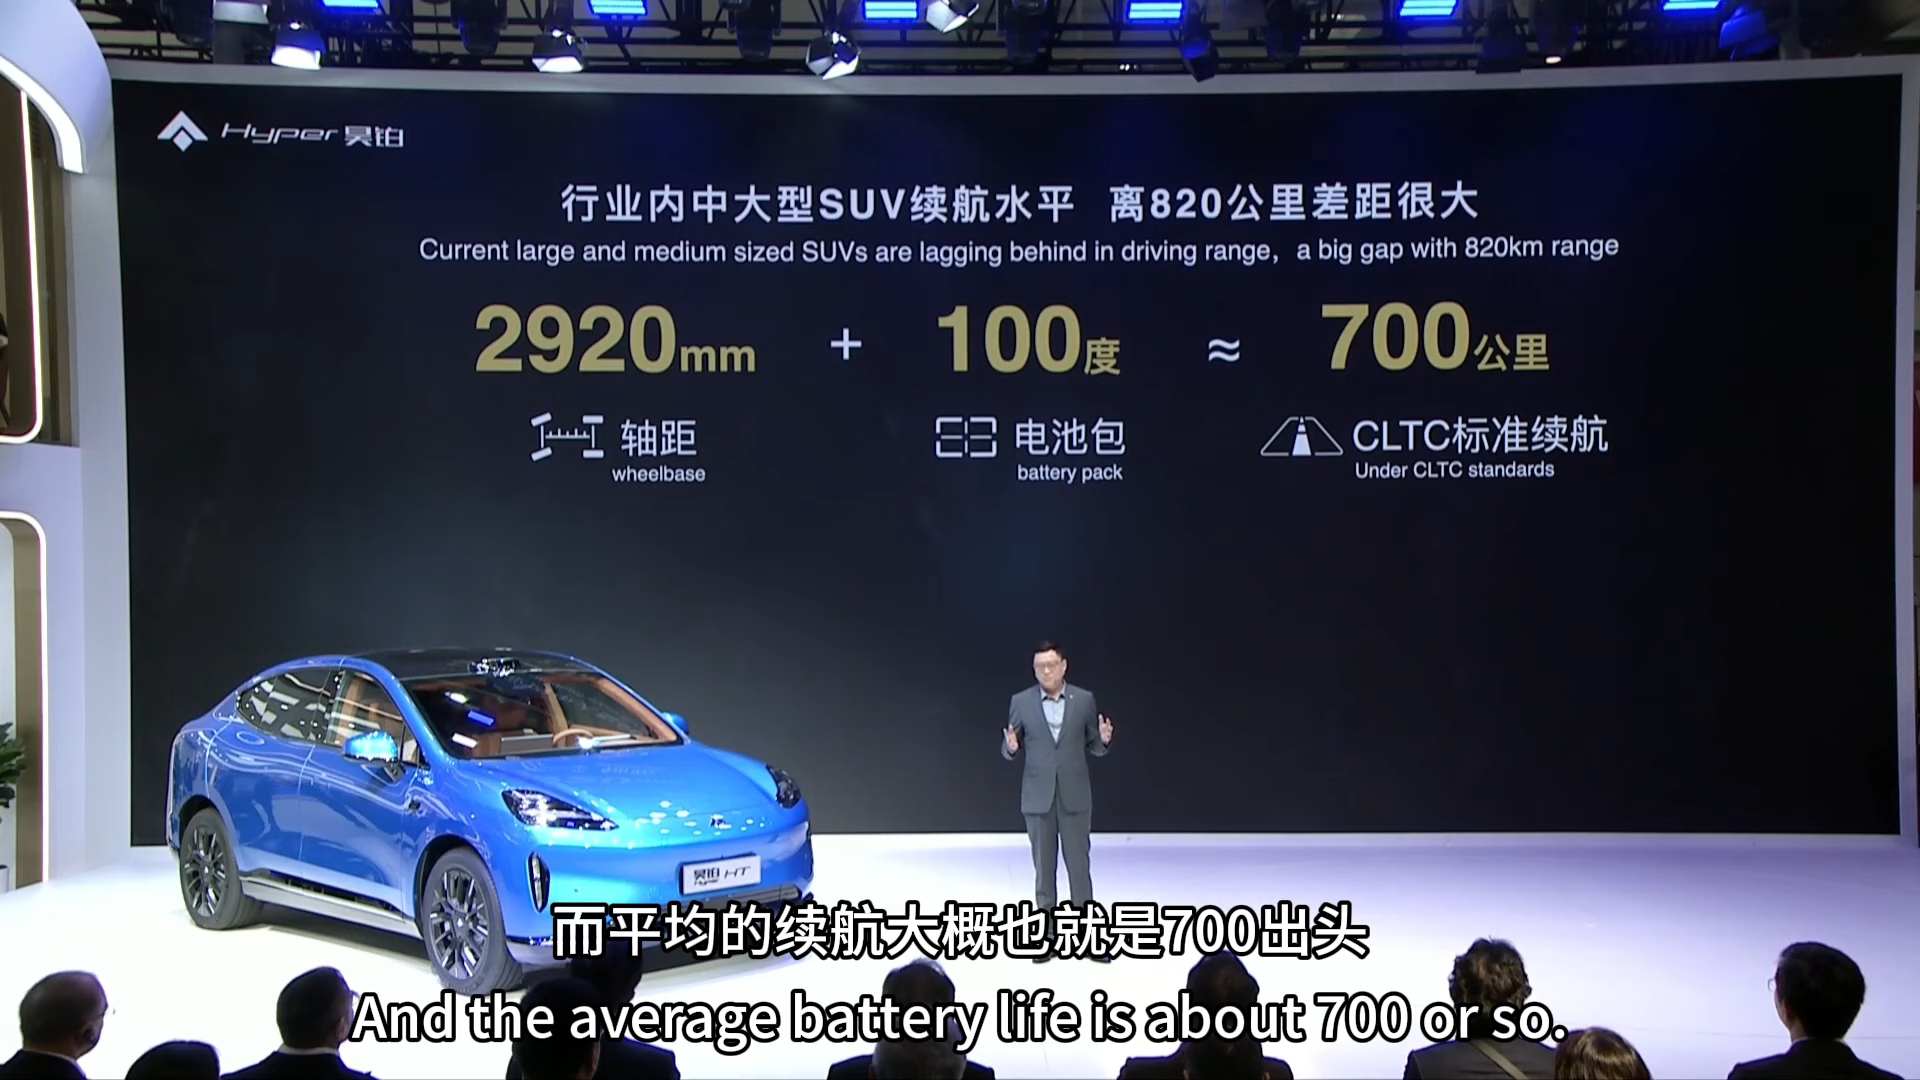 Hyper 昊铂
行业内中大型SUV续航水平 离820公里差距很大
Current large and medium sized SUVs are lagging behind in driving range, a big gap with 820km range
2920mm + 100度 ≈ 700公里
轴距 电池包 CLTC标准续航
wheelbase battery pack Under CLTC standards
昊铂 HT
Hyper
而平均的续航大概也就是700出头
And the average battery life is about 700 or so.